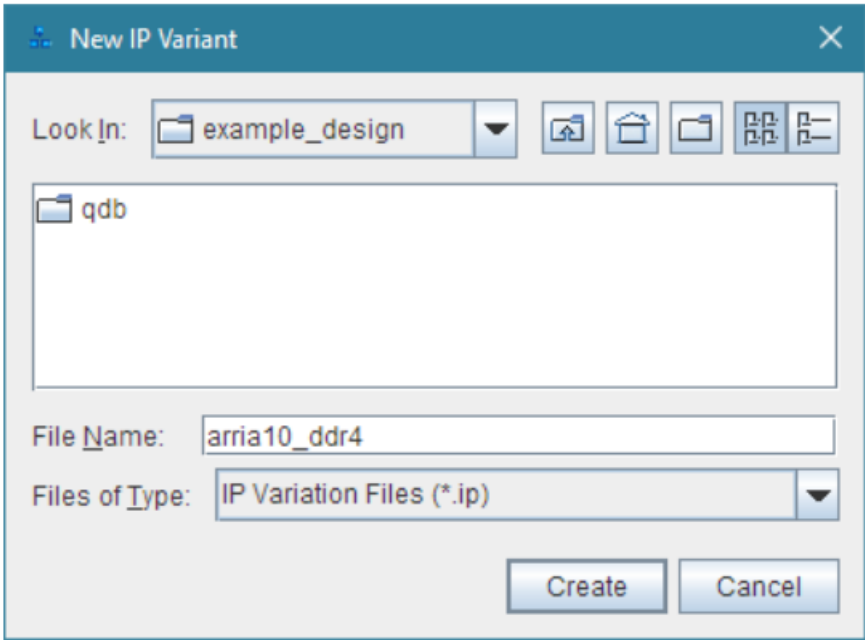 New IP Variant
Look In: example_design
qdb
File Name: arria10_ddr4
Files of Type: IP Variation Files (*.ip)
Create Cancel